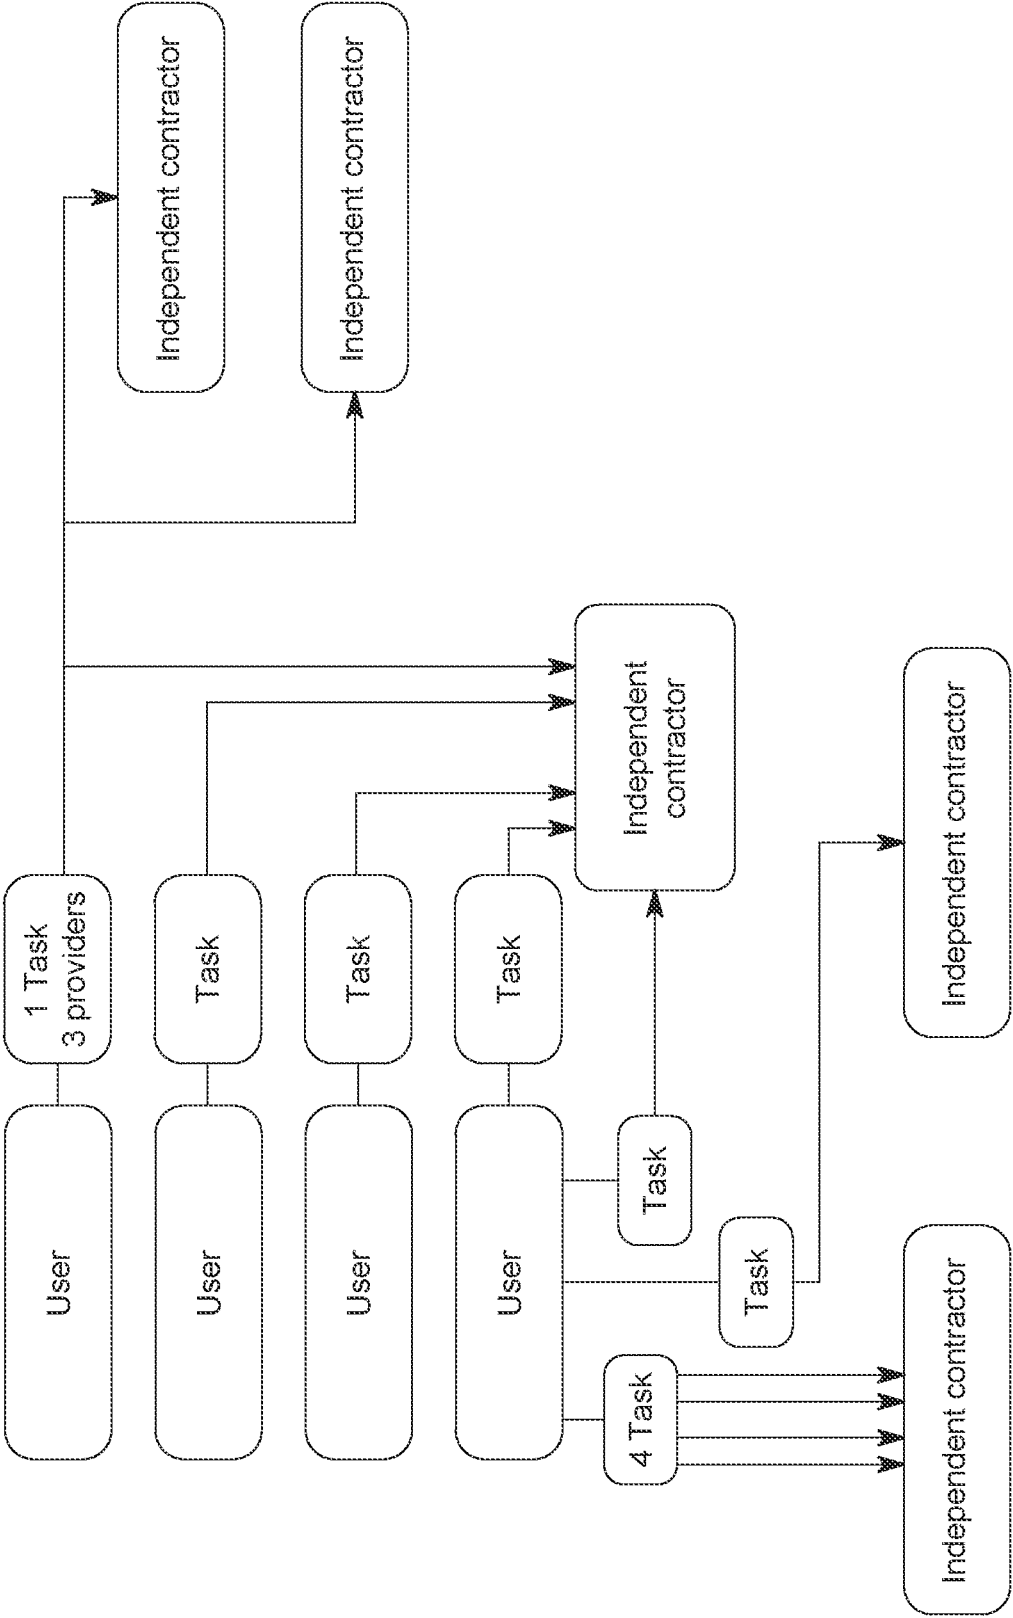 User
1 Task
3 providers
Independent contractor
User
Task
Independent contractor
User
Task
User
Task
Independent
contractor
Task
Task
4 Task
Independent contractor
Independent contractor